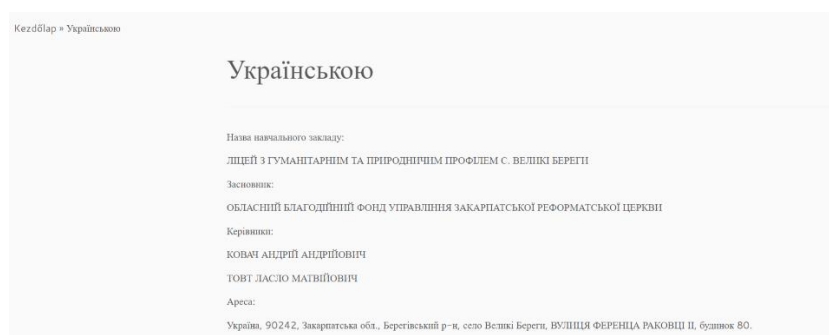 Kezdőlap » Українською
Українською
Назва навчального закладу:
ЛІЦЕЙ З ГУМАНІТАРНИМ ТА ПРИРОДНИЧИМ ПРОФІЛЕМ С. ВЕЛИКІ БЕРЕГИ
Засновник:
ОБЛАСНИЙ БЛАГОДІЙНИЙ ФОНД УПРАВЛІННЯ ЗАКАРПАТСЬКОЇ РЕФОРМАТСЬКОЇ ЦЕРКВИ
Керівники:
КОВАЧ АНДРІЙ АНДРІЙОВИЧ
ТОВТ ЛАСЛО МАТВІЙОВИЧ
Апеса:
Україна, 90242, Закарпатська обл., Берегівський р-н, село Великі Береги, ВУЛИЦЯ ФЕРЕНЦА РАКОВЦІ ІІ, будинок 80.